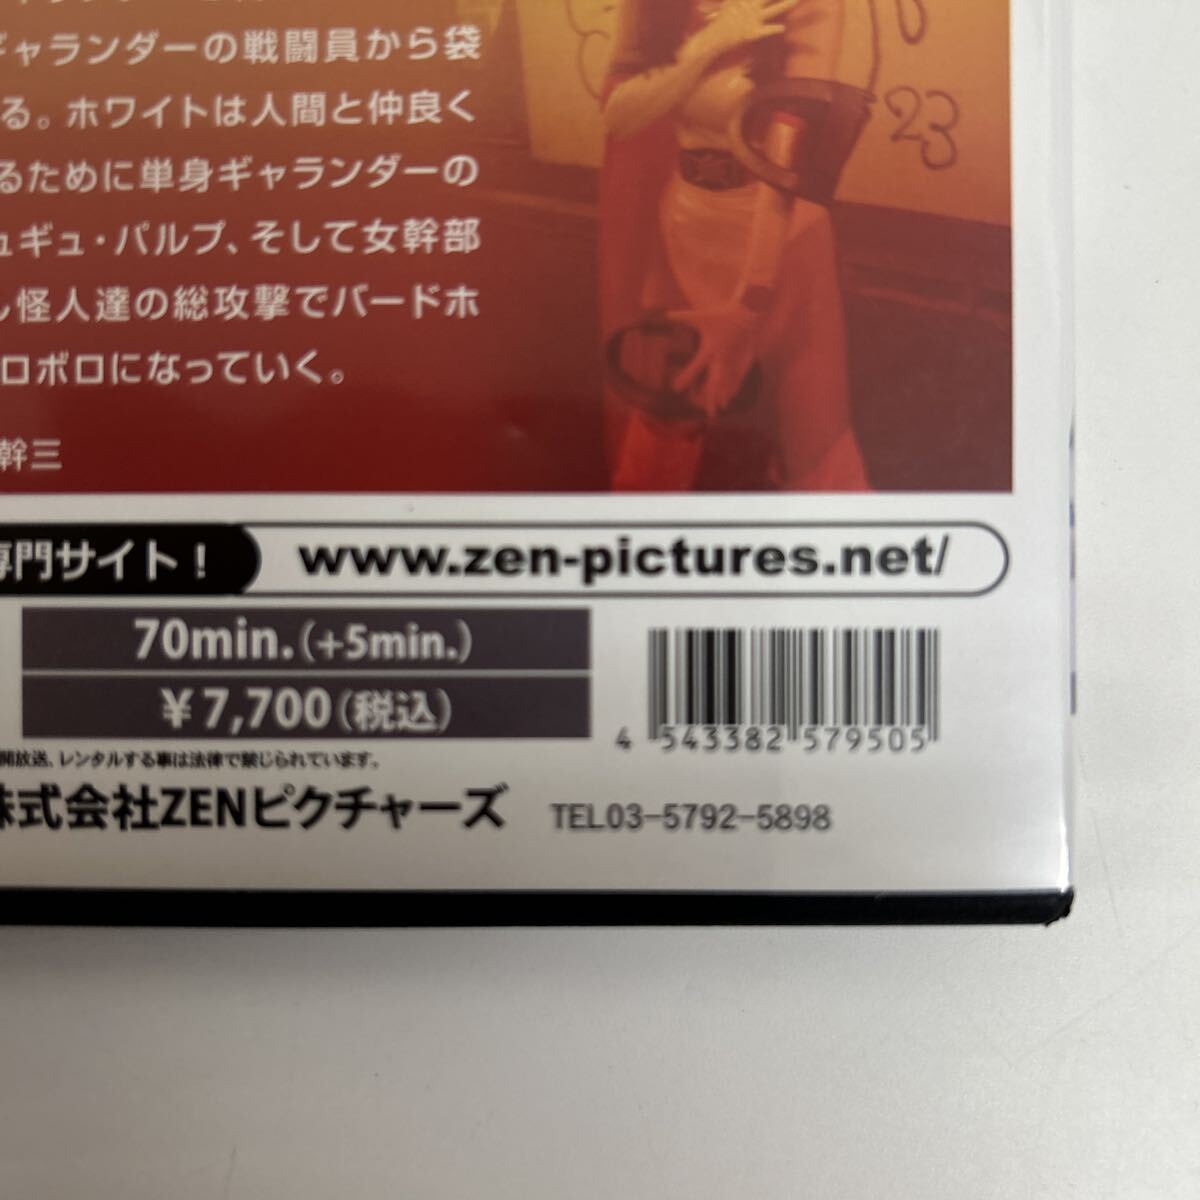 ギャランダーの戦闘員から袋
る。ホワイトは人間と仲良く
るために単身ギャランダーの
ュギュ・パルプ、そして女幹部
し怪人達の総攻撃でバードホ
ロボロになっていく。
幹三
23
専門サイト！
www.zen-pictures.net/
70min.(+5min.)
￥7,700(税込)
4 543382 579505
開放送、レンタルする事は法律で禁じられています。
株式会社ZENピクチャーズ TEL03-5792-5898